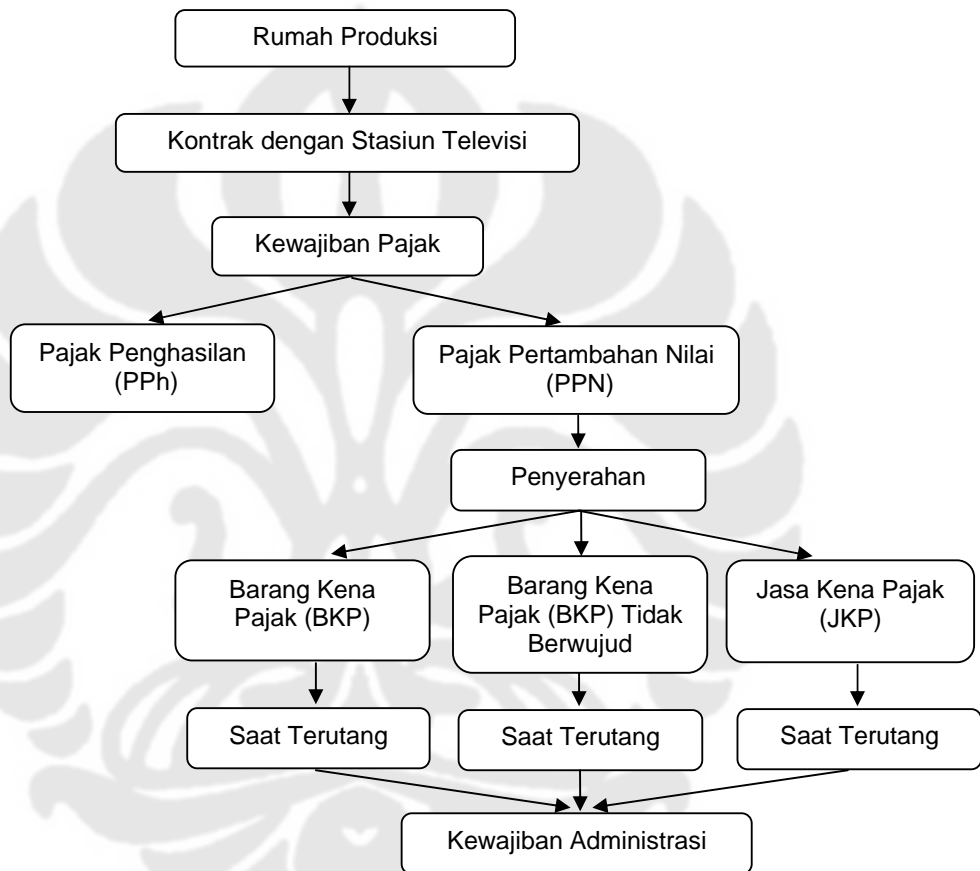 Rumah Produksi
Kontrak dengan Stasiun Televisi
Kewajiban Pajak
Pajak Penghasilan
(PPh)
Pajak Pertambahan Nilai
(PPN)
Penyerahan
Barang Kena
Pajak (BKP)
Barang Kena
Pajak (BKP) Tidak
Berwujud
Jasa Kena Pajak
(JKP)
Saat Terutang
Saat Terutang
Saat Terutang
Kewajiban Administrasi